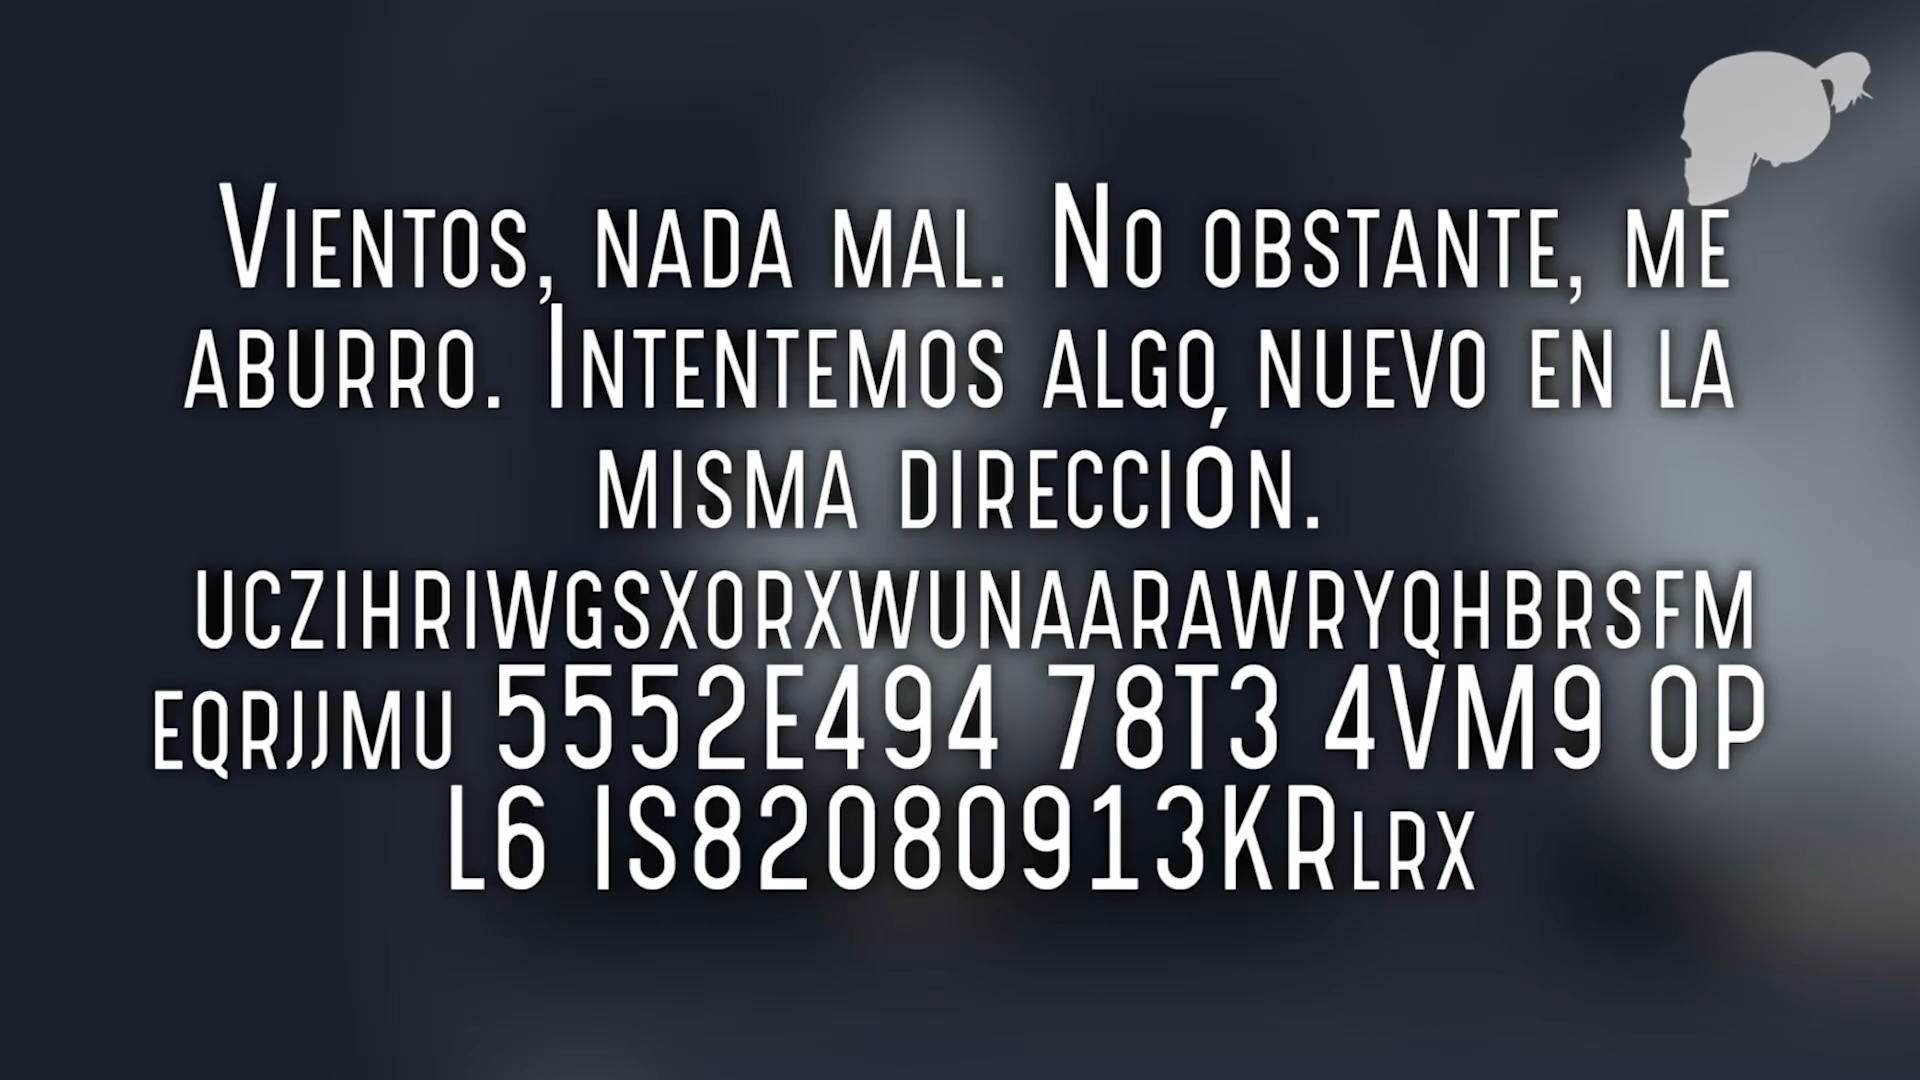 Vientos, nada mal. No obstante, me
aburro. Intentemos algo nuevo en la
misma dirección.
uczihriwgsxorxwunaarawryqhbrsfm
eqrjjmu 5552E494 78T3 4VM9 OP
L6 IS82080913KRlrx